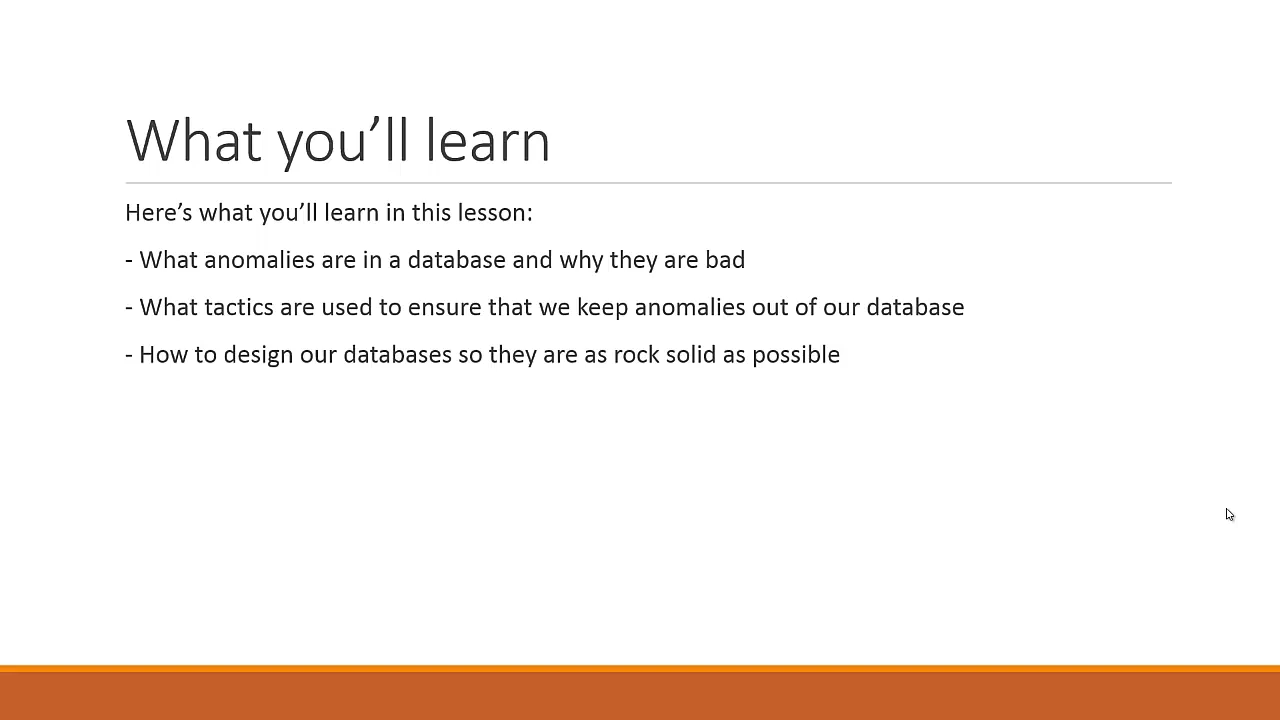 What you’ll learn
Here’s what you’ll learn in this lesson:
- What anomalies are in a database and why they are bad
- What tactics are used to ensure that we keep anomalies out of our database
- How to design our databases so they are as rock solid as possible